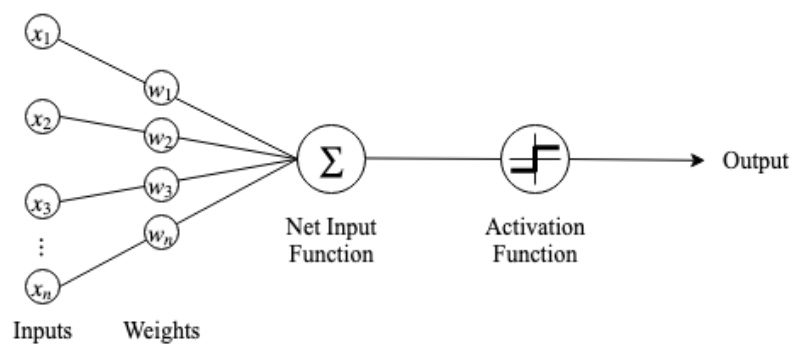 x₁
w₁
x₂
w₂
x₃
w₃
⋮
wₙ
xₙ
Σ
Net Input
Function
Activation
Function
Output
Inputs
Weights